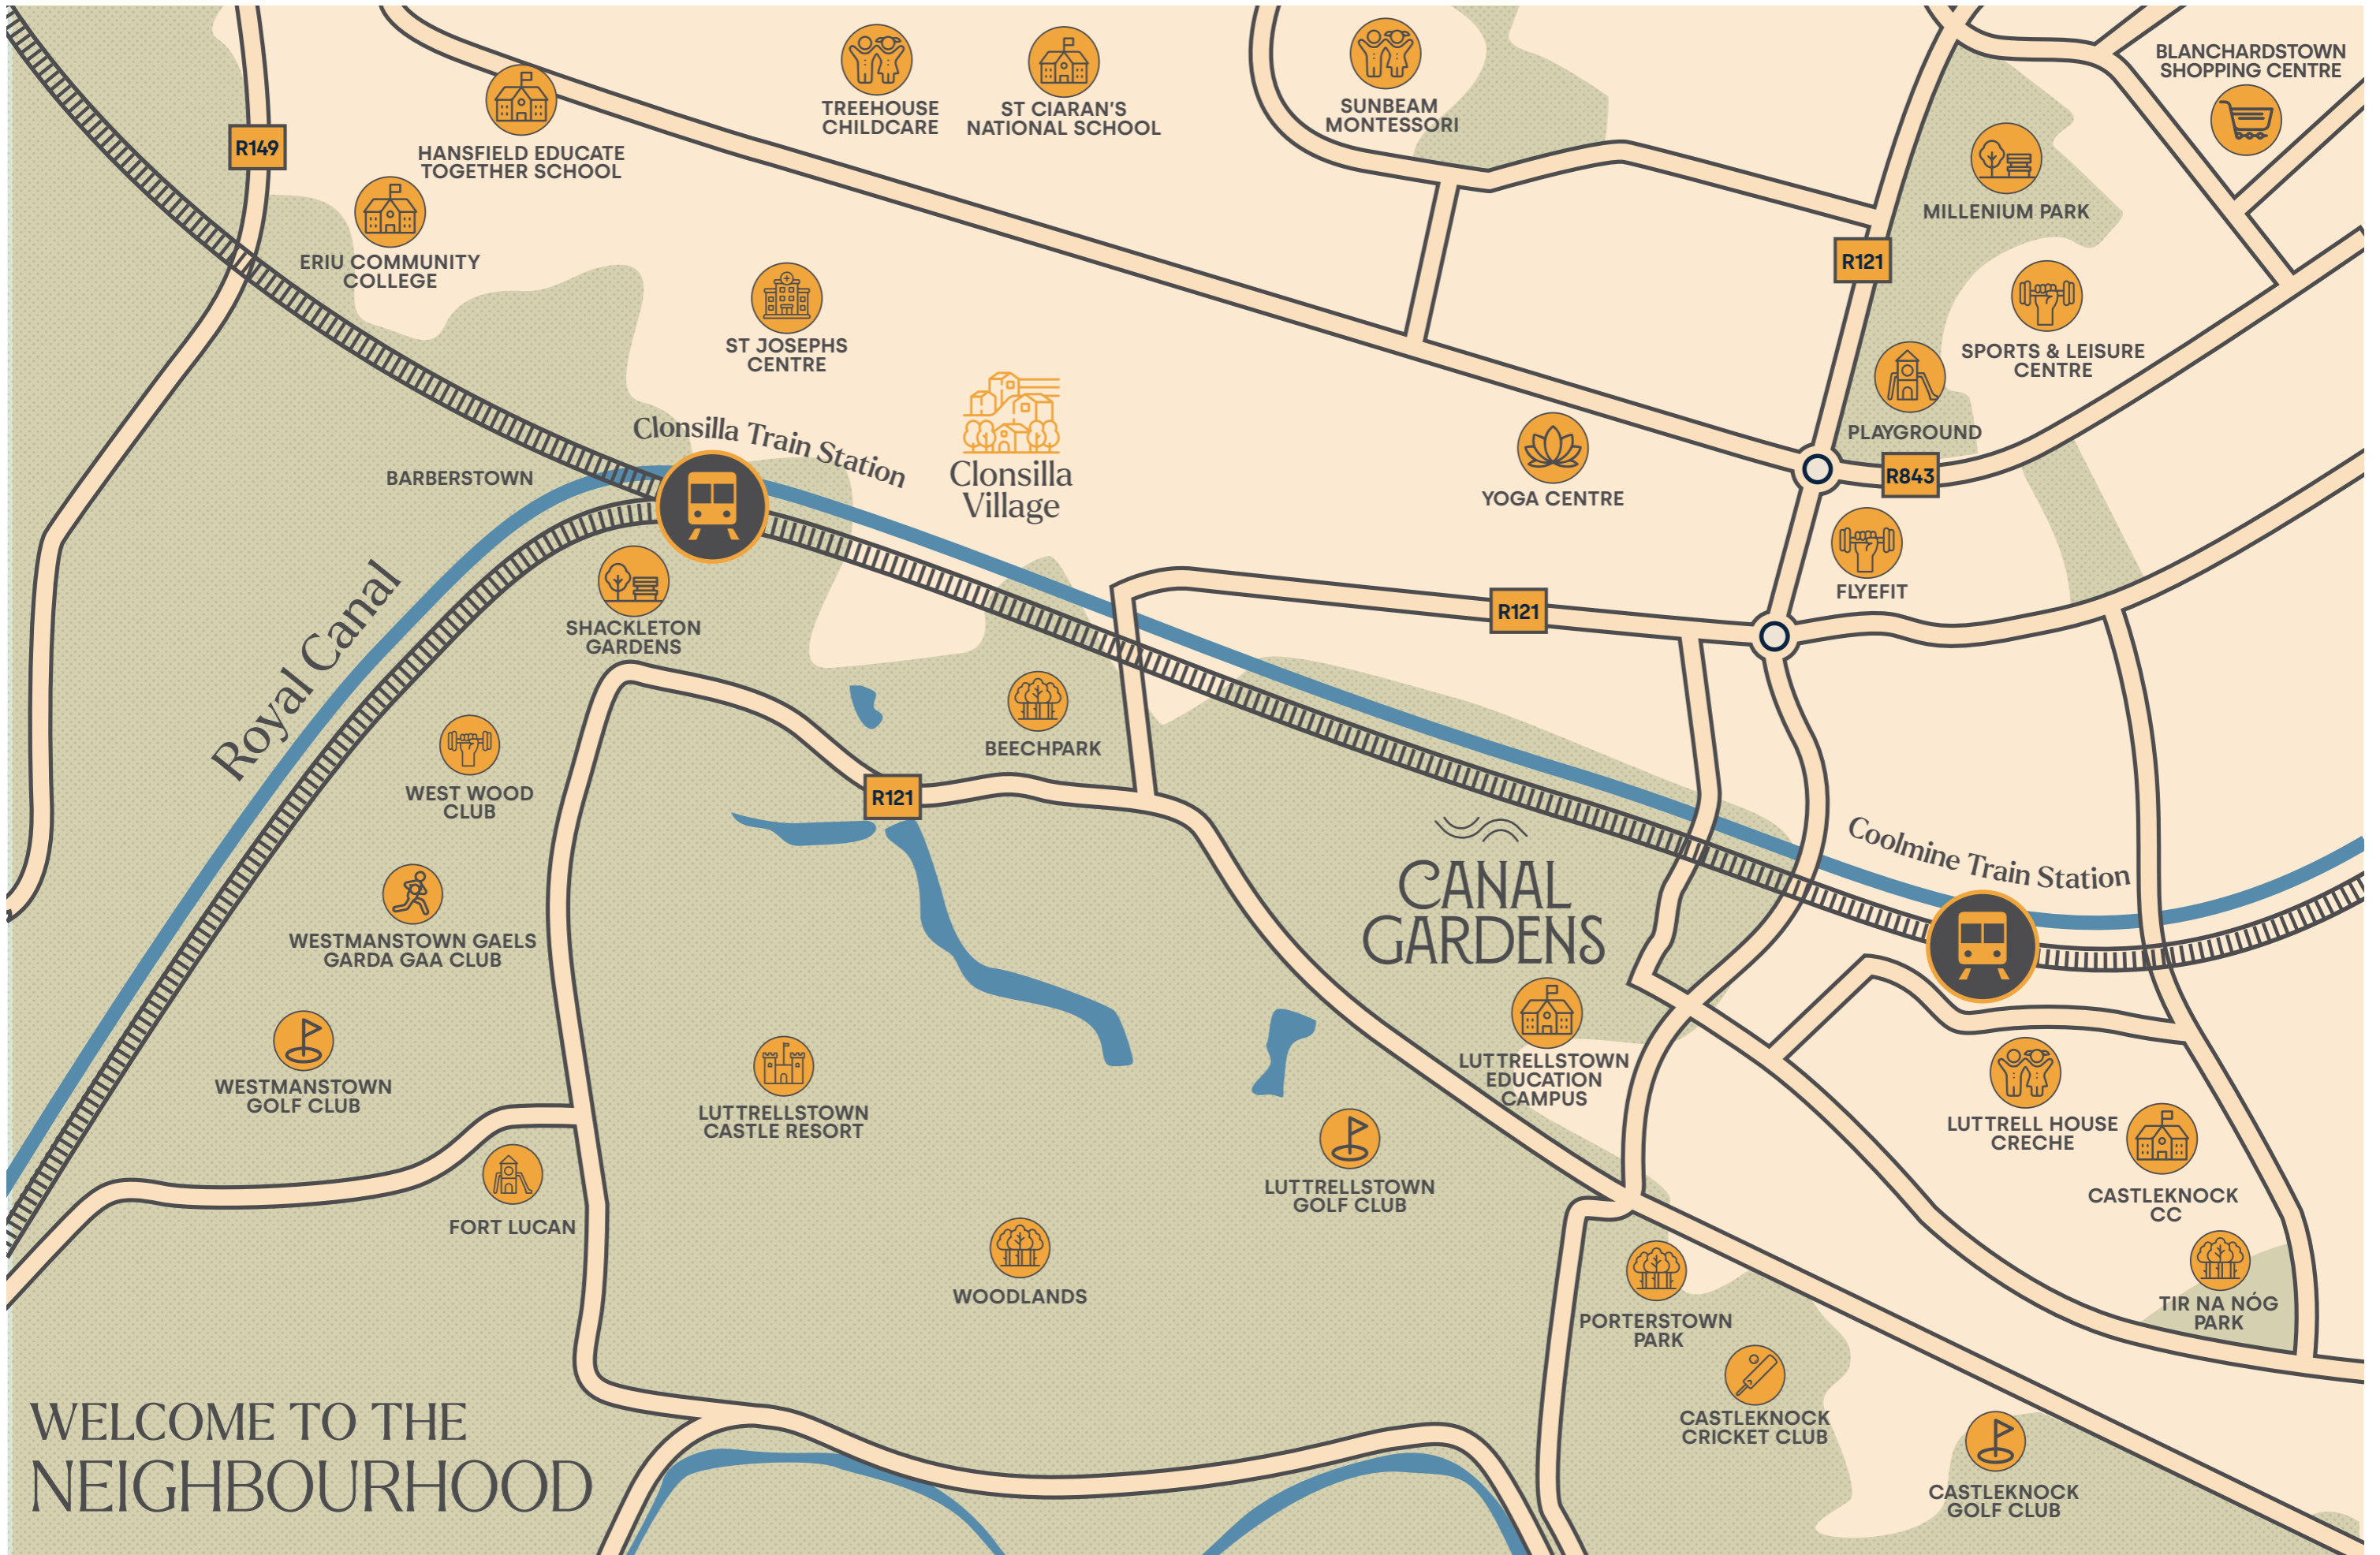 BLANCHARDSTOWN
SHOPPING CENTRE
TREEHOUSE
CHILDCARE
ST CIARAN'S
NATIONAL SCHOOL
SUNBEAM
MONTESSORI
R149
HANSFIELD EDUCATE
TOGETHER SCHOOL
MILLENIUM PARK
ERIU COMMUNITY
COLLEGE
R121
ST JOSEPHS
CENTRE
SPORTS & LEISURE
CENTRE
PLAYGROUND
Clonsilla Train Station
Clonsilla
Village
BARBERSTOWN
YOGA CENTRE
R843
FLYEFIT
R121
Royal Canal
SHACKLETON
GARDENS
BEECHPARK
WEST WOOD
CLUB
R121
Coolmine Train Station
CANAL
GARDENS
WESTMANSTOWN GAELS
GARDA GAA CLUB
LUTTRELLSTOWN
EDUCATION
CAMPUS
WESTMANSTOWN
GOLF CLUB
LUTTRELLSTOWN
CASTLE RESORT
LUTTRELL HOUSE
CRECHE
LUTTRELLSTOWN
GOLF CLUB
CASTLEKNOCK
CC
FORT LUCAN
WOODLANDS
PORTERSTOWN
PARK
TIR NA NÓG
PARK
CASTLEKNOCK
CRICKET CLUB
CASTLEKNOCK
GOLF CLUB
WELCOME TO THE
NEIGHBOURHOOD